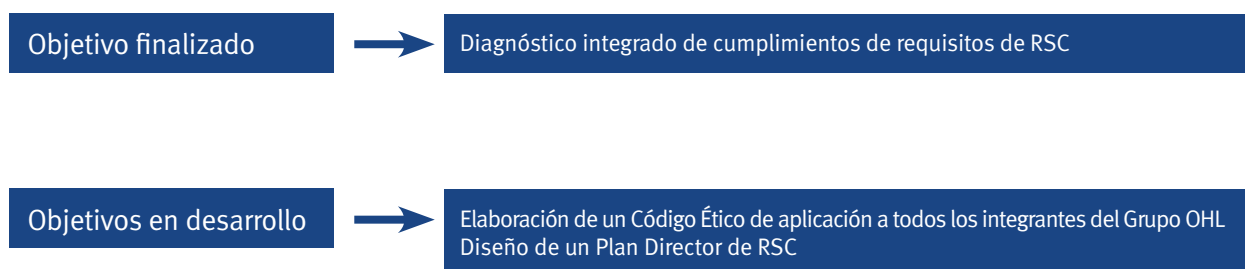 Objetivo finalizado
Diagnóstico integrado de cumplimientos de requisitos de RSC
Objetivos en desarrollo
Elaboración de un Código Ético de aplicación a todos los integrantes del Grupo OHL
Diseño de un Plan Director de RSC